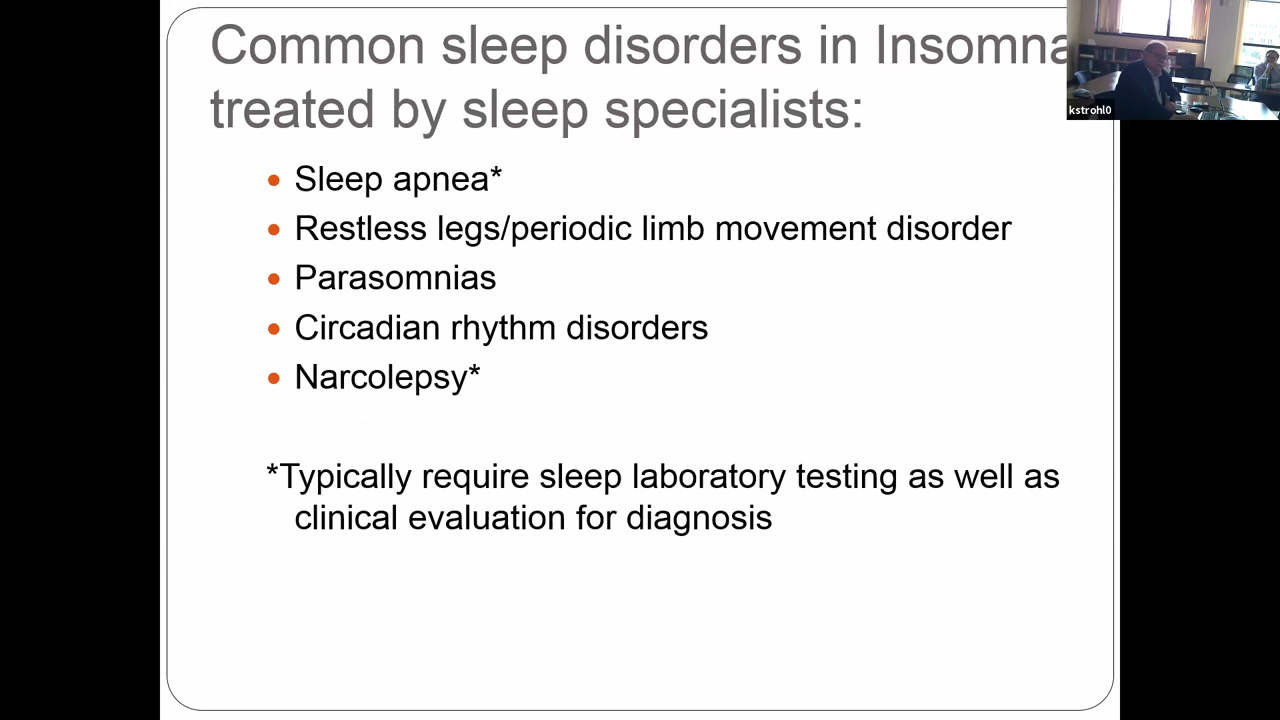 Common sleep disorders in Insomna
treated by sleep specialists:
kstrohl0
• Sleep apnea*
• Restless legs/periodic limb movement disorder
• Parasomnias
• Circadian rhythm disorders
• Narcolepsy*
*Typically require sleep laboratory testing as well as
clinical evaluation for diagnosis